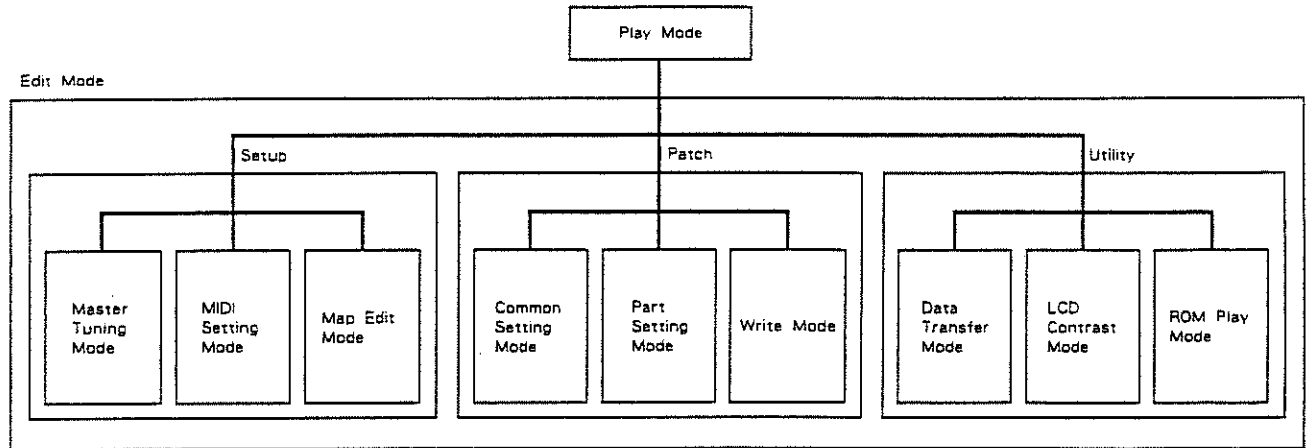 Play Mode
Edit Mode
Setup
Patch
Utility
Master
Tuning
Mode
MIDI
Setting
Mode
Map Edit
Mode
Common
Setting
Mode
Part
Setting
Mode
Write Mode
Data
Transfer
Mode
LCD
Contrast
Mode
ROM Play
Mode